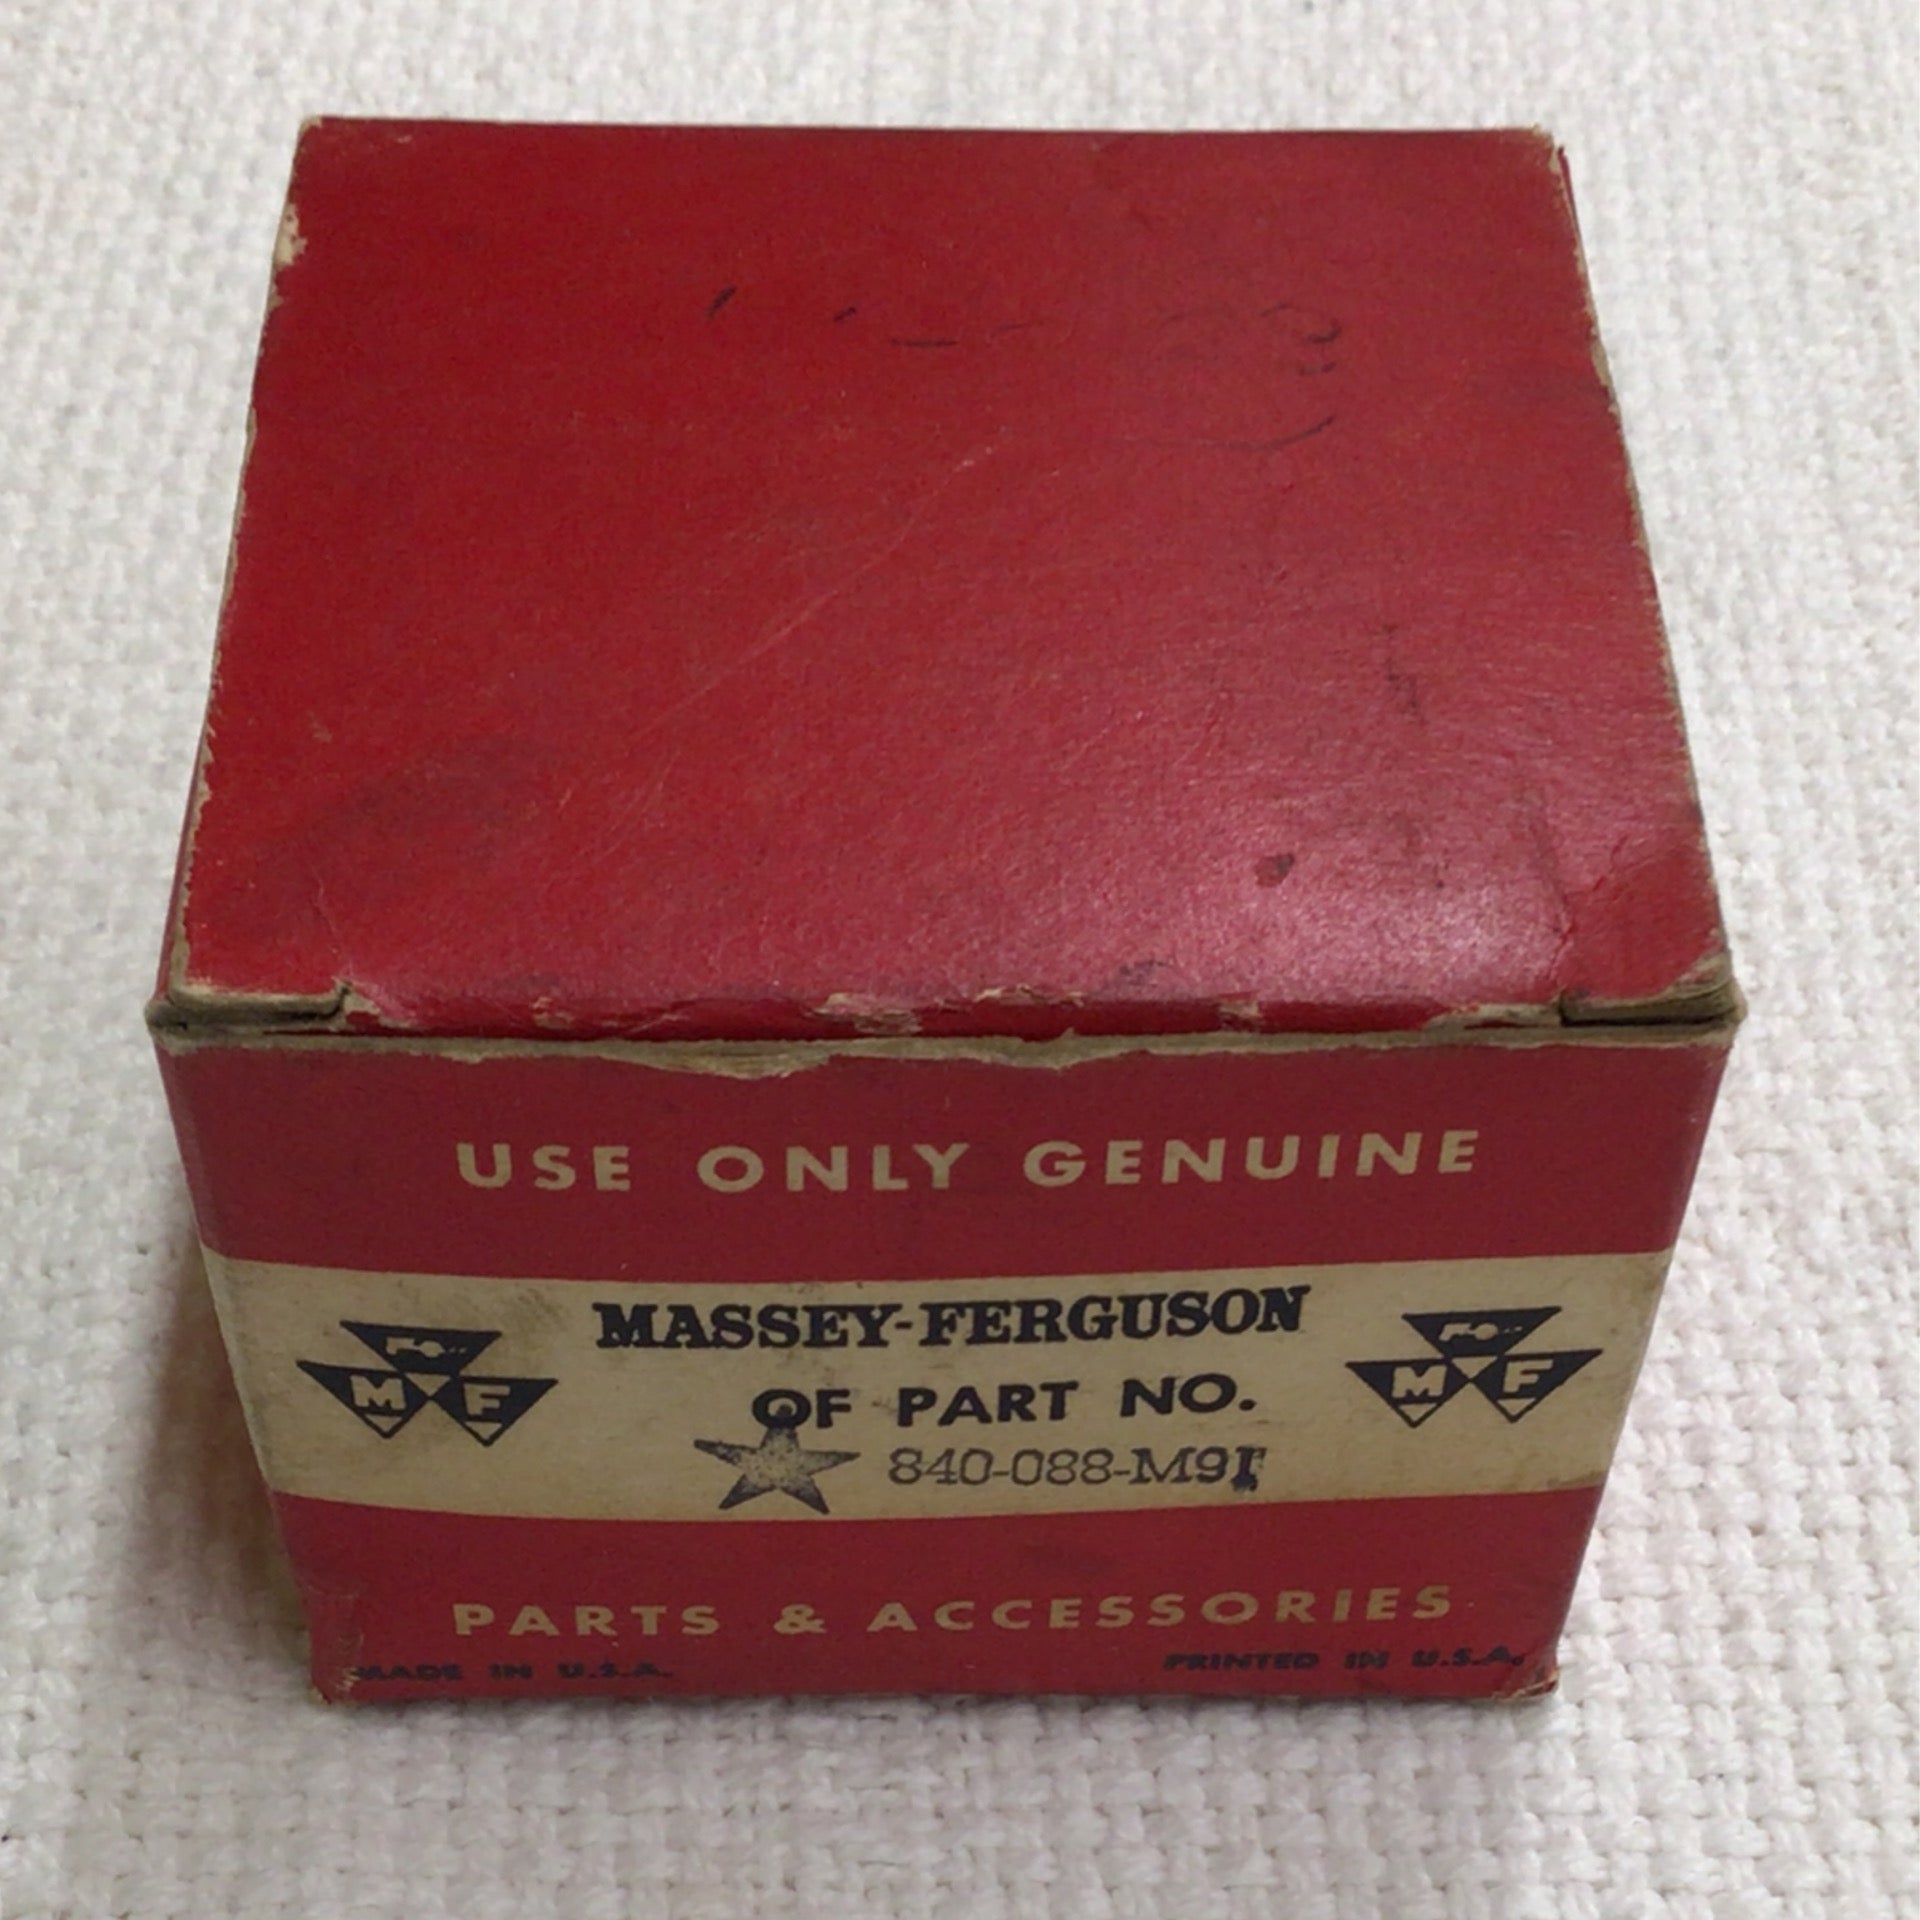 USE ONLY GENUINE
MASSEY-FERGUSON
M F
M F
OF PART NO.
840-088-M91
PARTS & ACCESSORIES
MADE IN U.S.A.
PRINTED IN U.S.A.